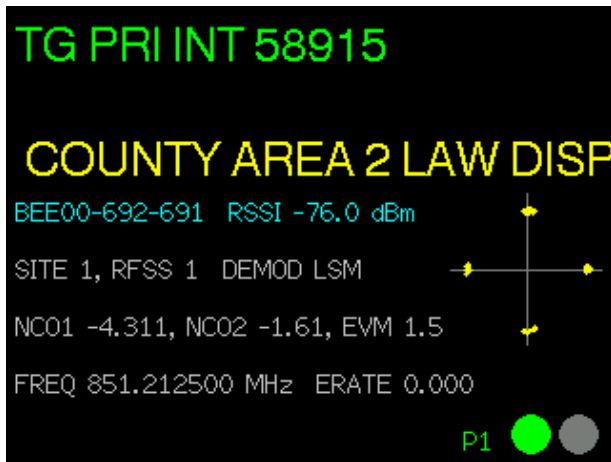 TG PRI INT 58915
COUNTY AREA 2 LAW DISP
BEE00-692-691 RSSI -76.0 dBm
SITE 1, RFSS 1 DEMOD LSM
NCO1 -4.311, NCO2 -1.61, EVM 1.5
FREQ 851.212500 MHz ERATE 0.000
P1